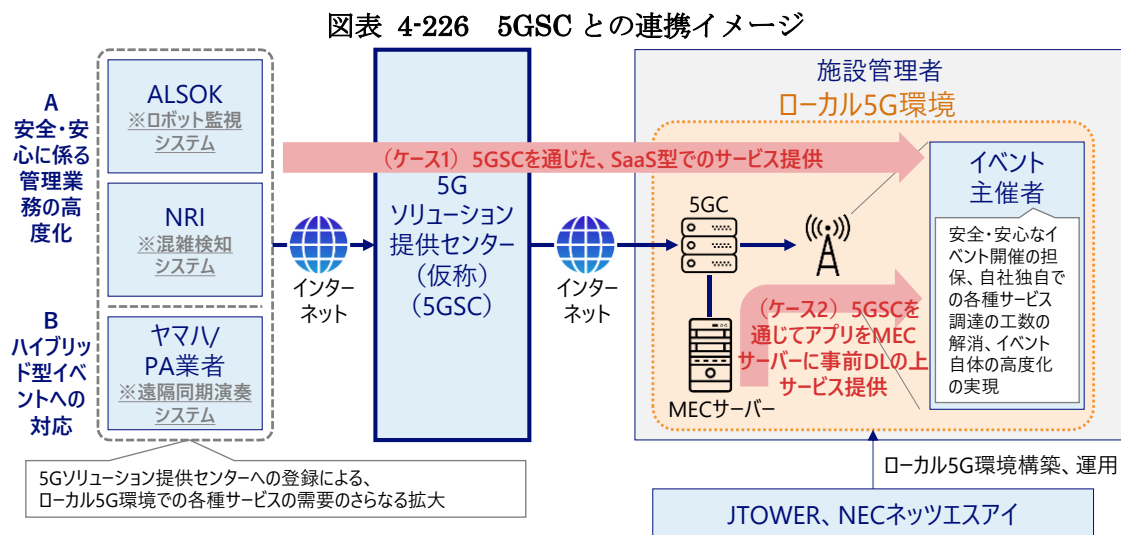 図表 4-226 5GSC との連携イメージ
A
安全・安
心に係る
管理業
務の高
度化
B
ハイブリッ
ド型イベ
ントへの
対応
ALSOK
※ロボット監視
システム
NRI
※混雑検知
システム
ヤマハ/
PA業者
※遠隔同期演奏
システム
5Gソリューション提供センターへの登録による、
ローカル5G環境での各種サービスの需要のさらなる拡大
インター
ネット
5G
ソリューション
提供センター
（仮称）
（5GSC）
インター
ネット
（ケース1）5GSCを通じた、SaaS型でのサービス提供
施設管理者
ローカル5G環境
5GC
MECサーバー
（ケース2）5GSCを
通じてアプリをMEC
サーバーに事前DLの上
サービス提供
イベント
主催者
安全・安心なイ
ベント開催の担
保、自社独自で
の各種サービス
調達の工数の
解消、イベント
自体の高度化
の実現
ローカル5G環境構築、運用
JTOWER、NECネッツエスアイ